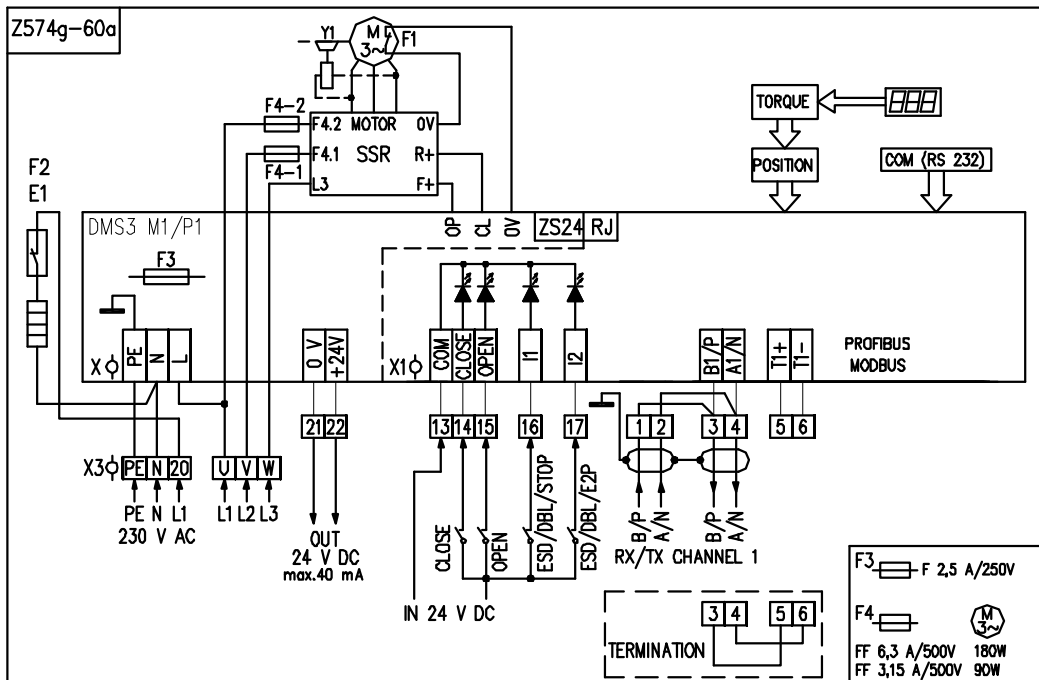 Z574g-60a
Y1
M
3~
F1
F4-2
F4.2 MOTOR 0V
F4.1 SSR R+
F4-1
L3 F+
TORQUE
888
POSITION
COM (RS 232)
F2
E1
DMS3 M1/P1
OP
CL
0V
ZS24 RJ
F3
X
PE
N
L
0 V
+24V
X1
COM
CLOSE
OPEN
I1
I2
B1/P
A1/N
T1+
T1-
PROFIBUS
MODBUS
21 22
13 14 15 16 17
1 2 3 4 5 6
X3 PE N 20 U V W
PE N L1 L1 L2 L3
230 V AC
OUT
24 V DC
max.40 mA
CLOSE
OPEN
ESD/DBL/STOP
ESD/DBL/E2P
B/P
A/N
B/P
A/N
RX/TX CHANNEL 1
IN 24 V DC
3 4 5 6
TERMINATION
F3 F 2,5 A/250V
F4 M
3~
FF 6,3 A/500V 180W
FF 3,15 A/500V 90W